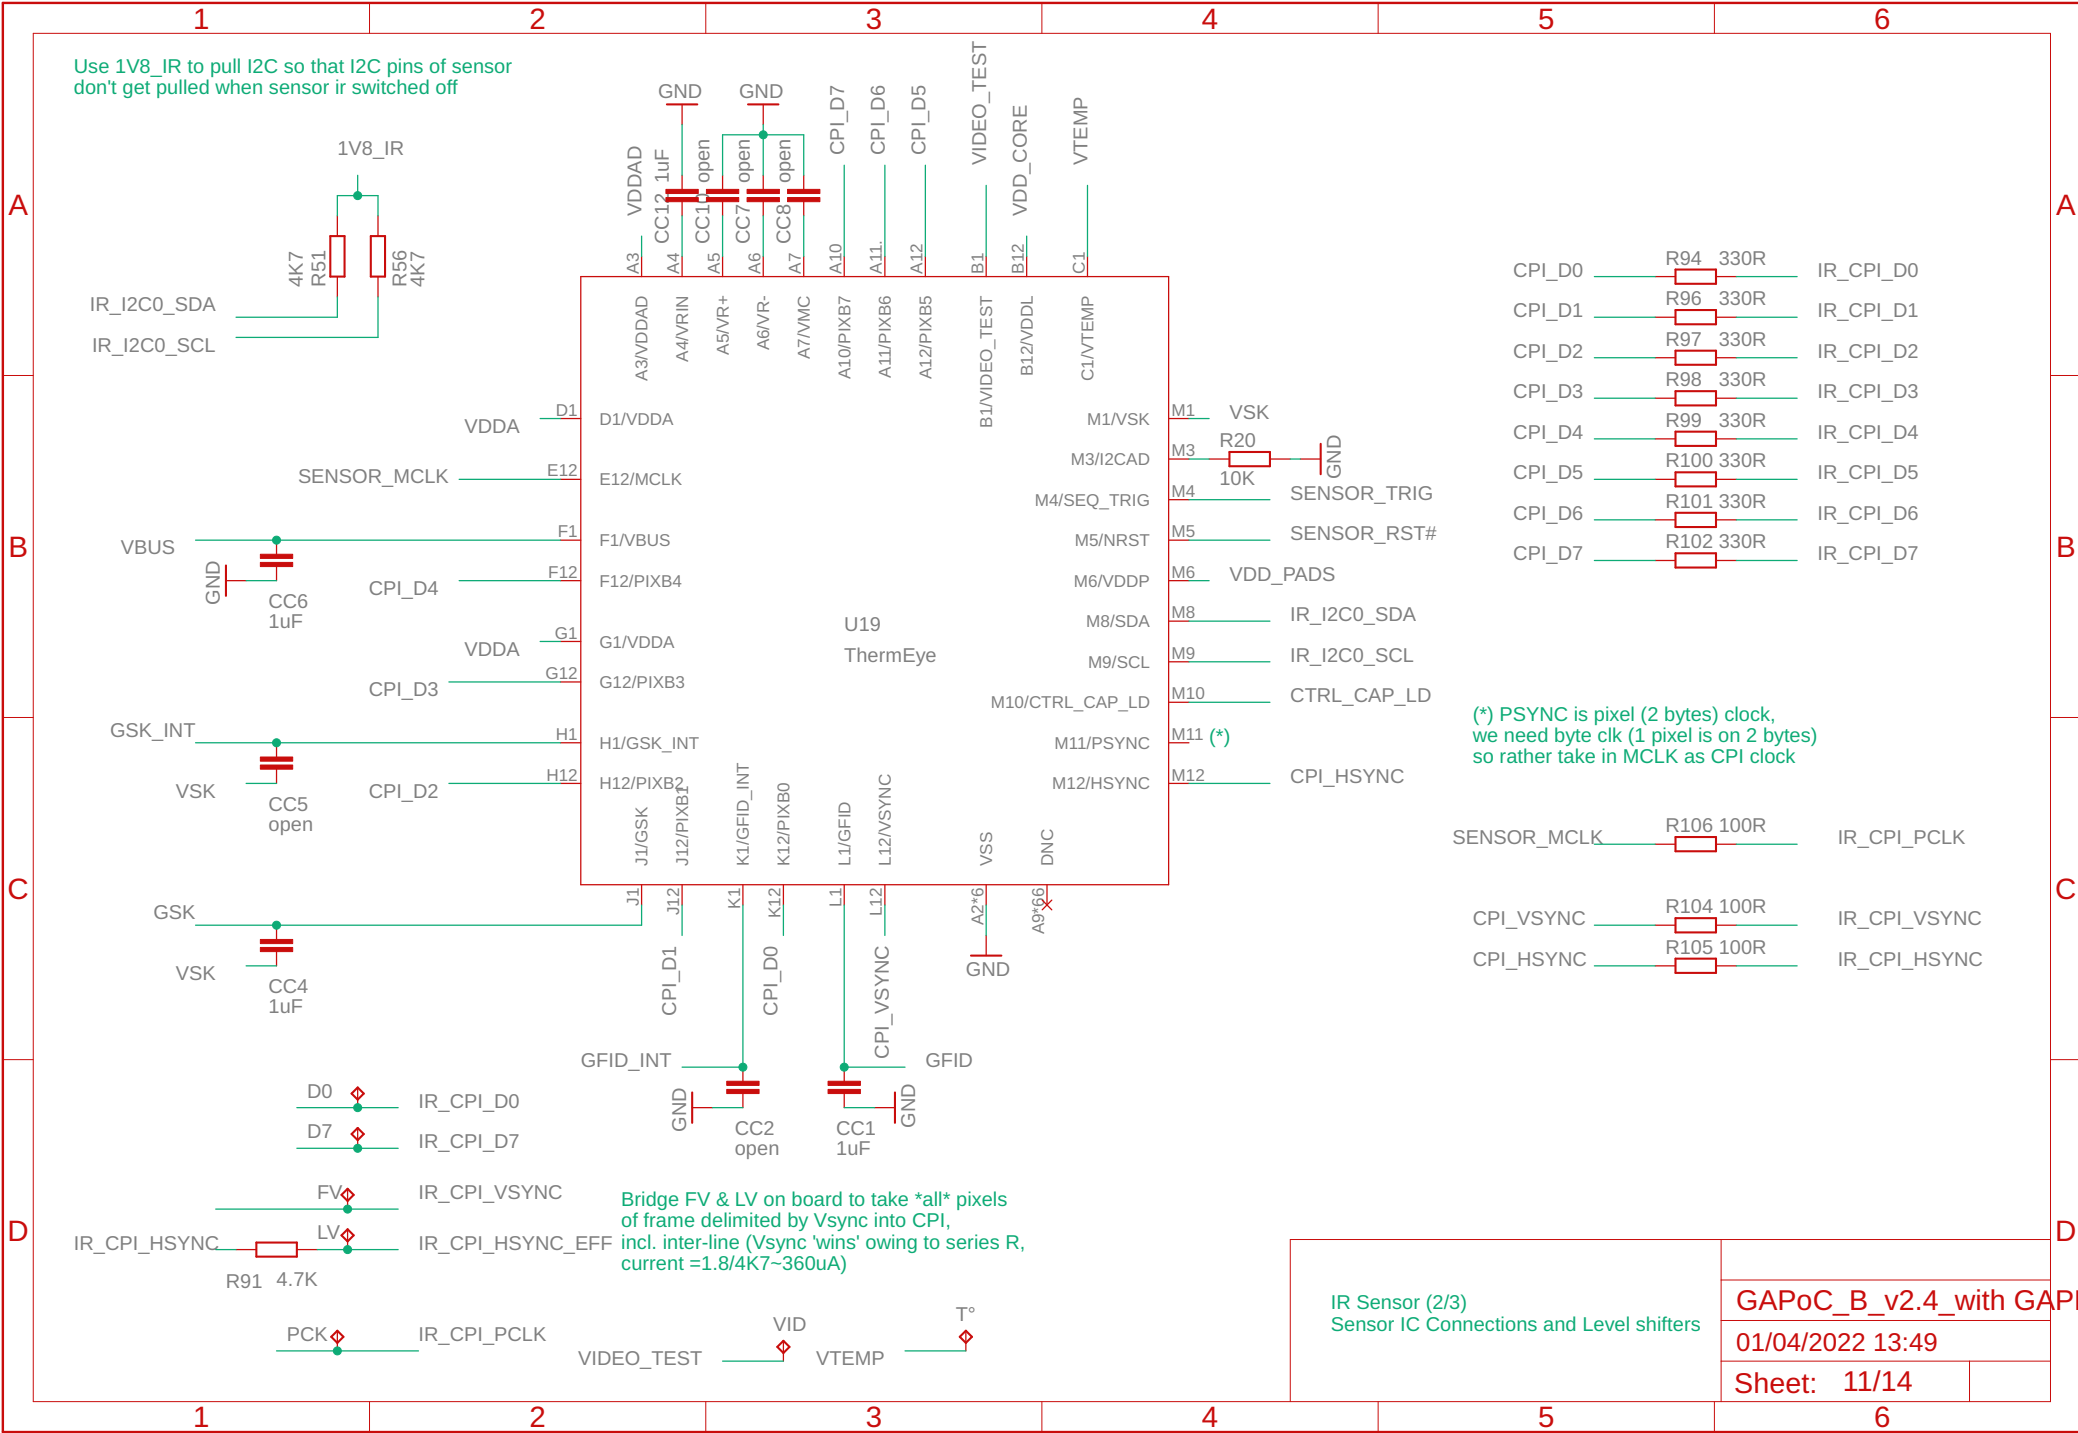 1
2
3
4
5
6
A
B
C
D
A
B
C
D
1
2
3
4
5
6
Use 1V8_IR to pull I2C so that I2C pins of sensor
don't get pulled when sensor ir switched off
1V8_IR
4K7
R51
R56
4K7
IR_I2C0_SDA
IR_I2C0_SCL
GND
GND
VDDAD
CC12 1uF
CC10 open
CC7 open
CC8 open
CPI_D7
CPI_D6
CPI_D5
VIDEO_TEST
VDD_CORE
VTEMP
A3
A4
A5
A6
A7
A10
A11.
A12
B1
B12
C1
A3/VDDAD
A4/VRIN
A5/VR+
A6/VR-
A7/VMC
A10/PIXB7
A11/PIXB6
A12/PIXB5
B1/VIDEO_TEST
B12/VDDL
C1/VTEMP
VDDA
D1
D1/VDDA
SENSOR_MCLK
E12
E12/MCLK
VBUS
F1
F1/VBUS
GND
CC6
1uF
CPI_D4
F12
F12/PIXB4
VDDA
G1
G1/VDDA
CPI_D3
G12
G12/PIXB3
GSK_INT
H1
H1/GSK_INT
VSK
CC5
open
CPI_D2
H12
H12/PIXB2
U19
ThermEye
M1/VSK
M1
VSK
M3/I2CAD
M3
R20
10K
GND
M4/SEQ_TRIG
M4
SENSOR_TRIG
M5/NRST
M5
SENSOR_RST#
M6/VDDP
M6
VDD_PADS
M8/SDA
M8
IR_I2C0_SDA
M9/SCL
M9
IR_I2C0_SCL
M10/CTRL_CAP_LD
M10
CTRL_CAP_LD
M11/PSYNC
M11 (*)
M12/HSYNC
M12
CPI_HSYNC
J1/GSK
J12/PIXB1
K1/GFID_INT
K12/PIXB0
L1/GFID
L12/VSYNC
VSS
DNC
J1
J12
K1
K12
L1
L12
A2*6
A9*66
GSK
VSK
CC4
1uF
CPI_D1
CPI_D0
CPI_VSYNC
GND
GFID_INT
GND
CC2
open
GFID
GND
CC1
1uF
CPI_D0 R94 330R IR_CPI_D0
CPI_D1 R96 330R IR_CPI_D1
CPI_D2 R97 330R IR_CPI_D2
CPI_D3 R98 330R IR_CPI_D3
CPI_D4 R99 330R IR_CPI_D4
CPI_D5 R100 330R IR_CPI_D5
CPI_D6 R101 330R IR_CPI_D6
CPI_D7 R102 330R IR_CPI_D7
(*) PSYNC is pixel (2 bytes) clock,
we need byte clk (1 pixel is on 2 bytes)
so rather take in MCLK as CPI clock
SENSOR_MCLK R106 100R IR_CPI_PCLK
CPI_VSYNC R104 100R IR_CPI_VSYNC
CPI_HSYNC R105 100R IR_CPI_HSYNC
D0 IR_CPI_D0
D7 IR_CPI_D7
FV IR_CPI_VSYNC
IR_CPI_HSYNC LV IR_CPI_HSYNC_EFF
R91 4.7K
PCK IR_CPI_PCLK
Bridge FV & LV on board to take *all* pixels
of frame delimited by Vsync into CPI,
incl. inter-line (Vsync 'wins' owing to series R,
current =1.8/4K7~360uA)
VIDEO_TEST VID
VTEMP T°
IR Sensor (2/3)
Sensor IC Connections and Level shifters
GAPoC_B_v2.4_with GAP
01/04/2022 13:49
Sheet: 11/14